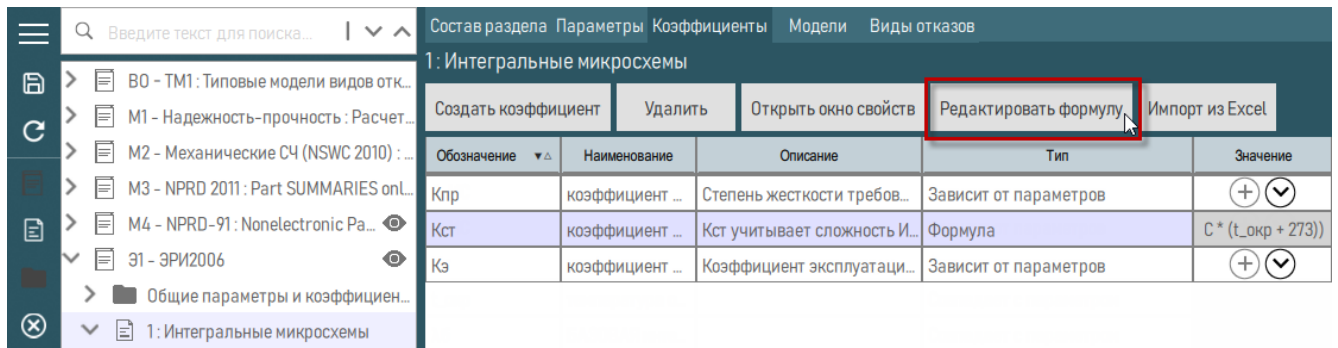 Введите текст для поиска...
В0 - ТМ1 : Типовые модели видов отк...
М1 - Надежность-прочность : Расчет...
М2 - Механические СЧ (NSWC 2010) : ...
М3 - NPRD 2011 : Part SUMMARIES onl...
М4 - NPRD-91 : Nonelectronic Pa...
Э1 - ЭРИ2006
Общие параметры и коэффициен...
1 : Интегральные микросхемы
Состав раздела Параметры Коэффициенты Модели Виды отказов
1 : Интегральные микросхемы
Создать коэффициент Удалить Открыть окно свойств Редактировать формулу Импорт из Excel
Обозначение Наименование Описание Тип Значение
Кпр коэффициент ... Степень жесткости требов... Зависит от параметров
Кст коэффициент ... Кст учитывает сложность И... Формула C * (t_окр + 273))
Кэ коэффициент ... Коэффициент эксплуатаци... Зависит от параметров